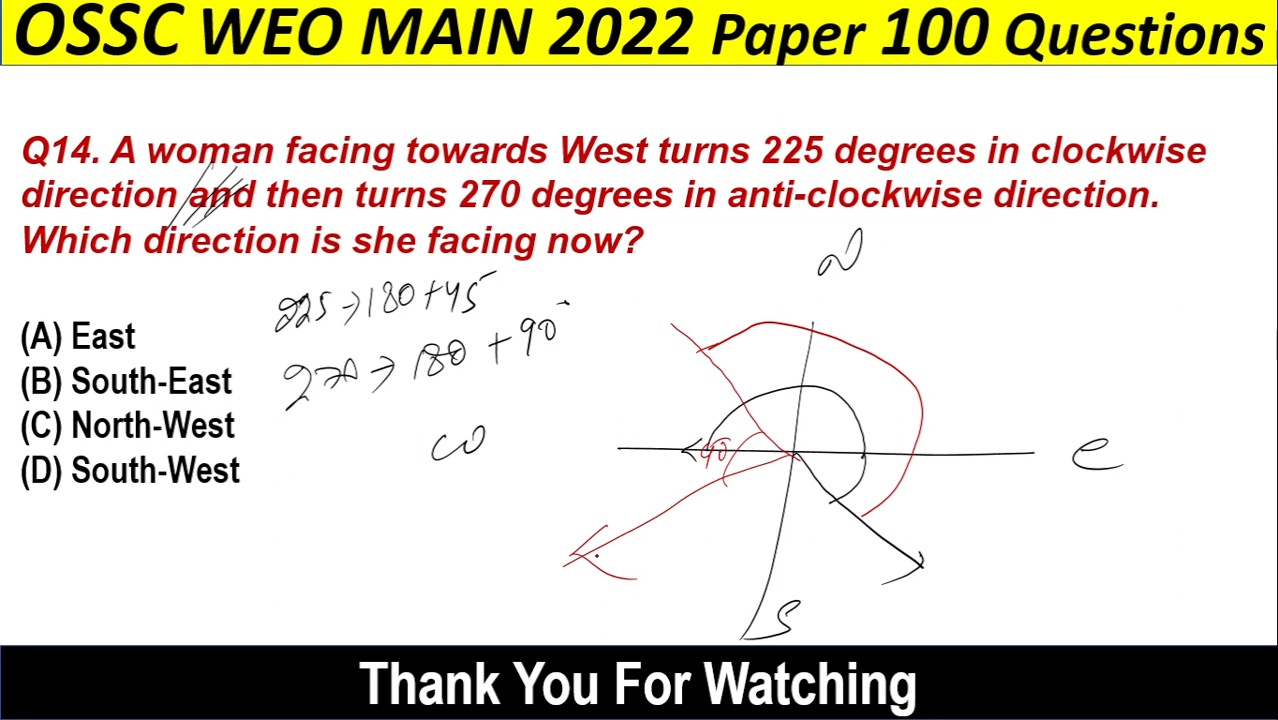 OSSC WEO MAIN 2022 Paper 100 Questions
Q14. A woman facing towards West turns 225 degrees in clockwise
direction and then turns 270 degrees in anti-clockwise direction.
Which direction is she facing now?
N
225 → 180 + 45
(A) East
270 → 180 + 90°
(B) South-East
(C) North-West
90
e
(D) South-West
S
Thank You For Watching